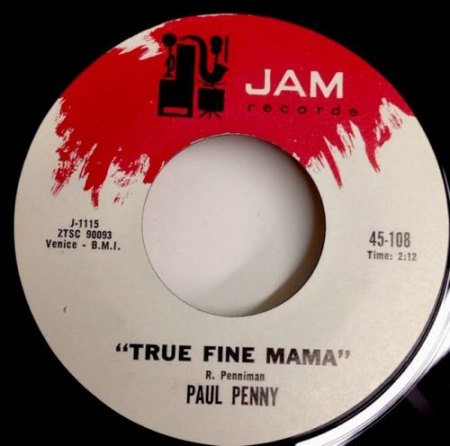 JAM
records
J-1115
ZTSC 90093
Venice - B.M.I.
45-108
Time: 2:12
"TRUE FINE MAMA"
R. Penniman
PAUL PENNY